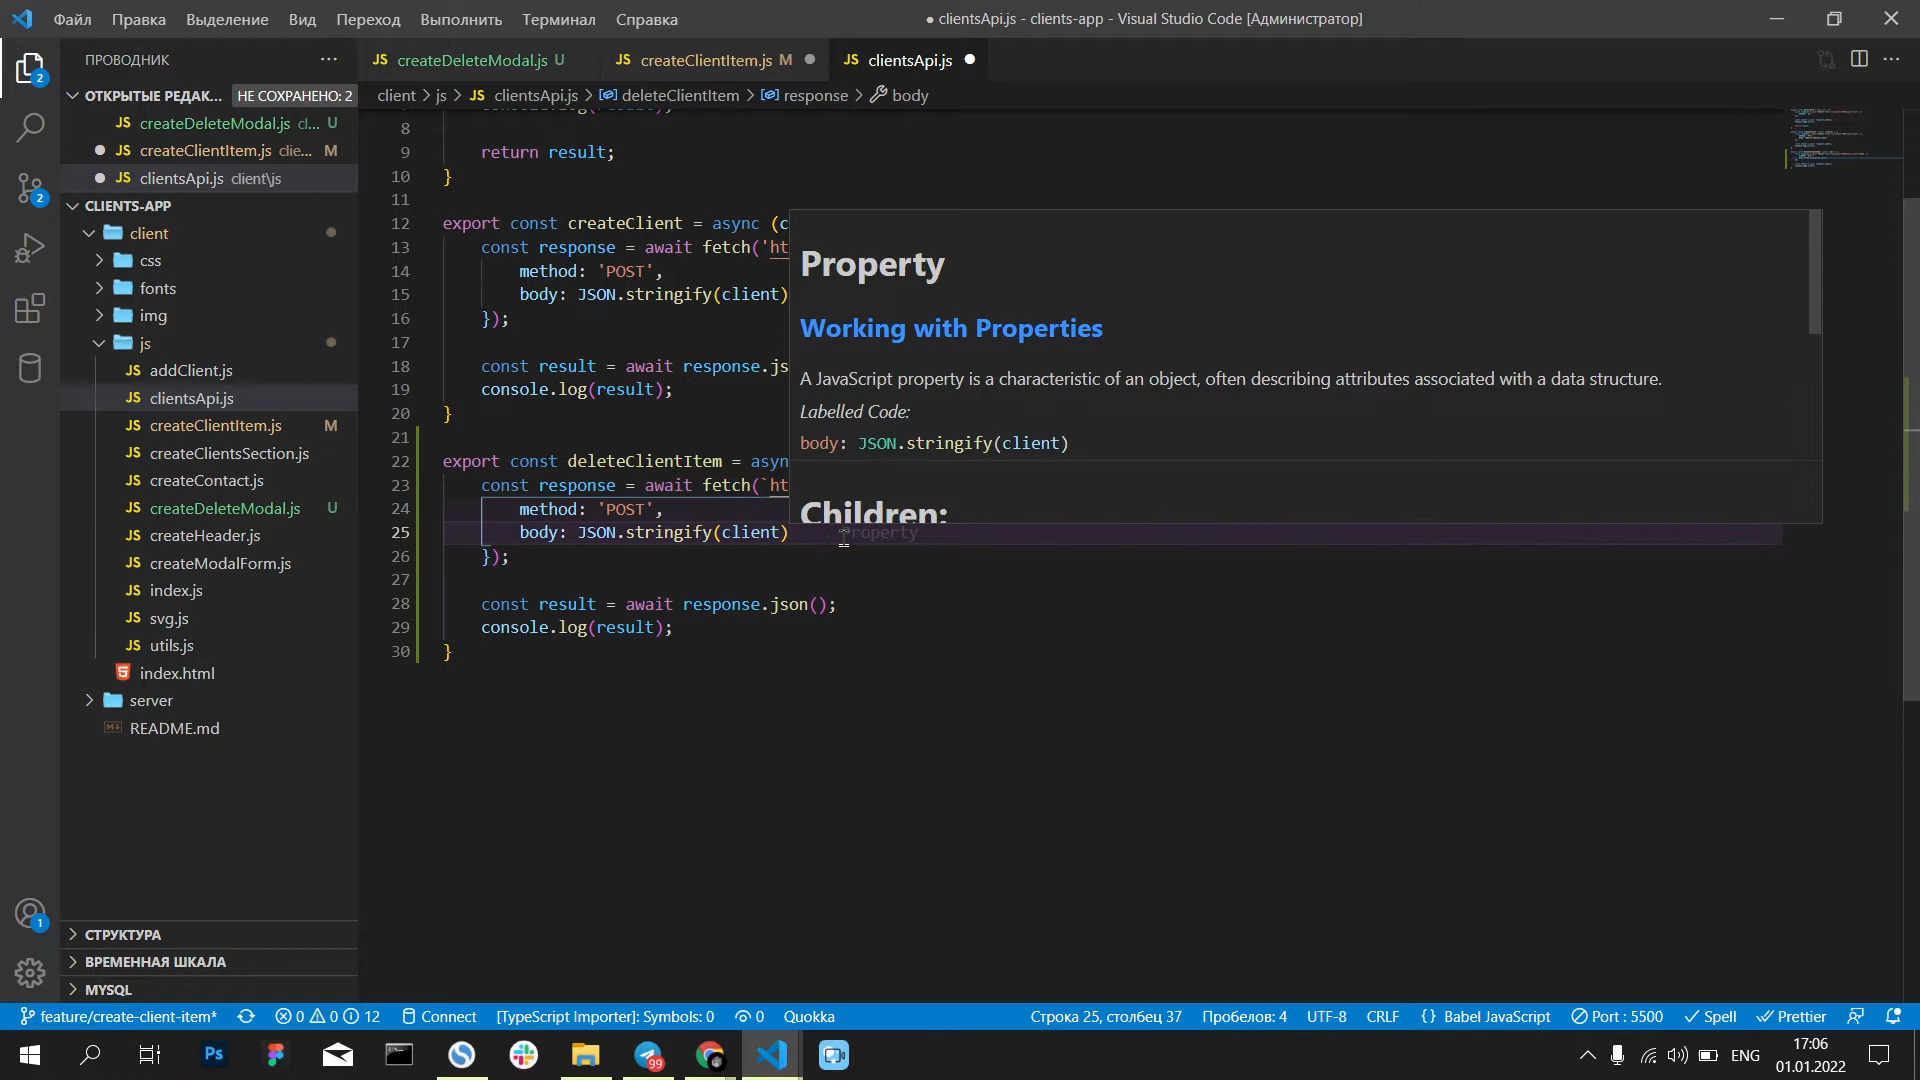 Файл Правка Выделение Вид Переход Выполнить Терминал Справка
● clientsApi.js - clients-app - Visual Studio Code [Администратор]
ПРОВОДНИК
JS createDeleteModal.js U
JS createClientItem.js M
JS clientsApi.js
ОТКРЫТЫЕ РЕДАК... НЕ СОХРАНЕНО: 2
JS createDeleteModal.js cl... U
JS createClientItem.js clie... M
JS clientsApi.js client\js
CLIENTS-APP
client
css
fonts
img
js
JS addClient.js
JS clientsApi.js
JS createClientItem.js M
JS createClientsSection.js
JS createContact.js
JS createDeleteModal.js U
JS createHeader.js
JS createModalForm.js
JS index.js
JS svg.js
JS utils.js
index.html
server
README.md
СТРУКТУРА
ВРЕМЕННАЯ ШКАЛА
MYSQL
2
2
1
client > js > JS clientsApi.js > deleteClientItem > response > body
8
9 return result;
10 }
11
12 export const createClient = async (c
13 const response = await fetch('ht
14 method: 'POST',
15 body: JSON.stringify(client)
16 });
17
18 const result = await response.js
19 console.log(result);
20 }
21
22 export const deleteClientItem = asyn
23 const response = await fetch(`ht
24 method: 'POST',
25 body: JSON.stringify(client)
26 });
27
28 const result = await response.json();
29 console.log(result);
30 }
Property
Working with Properties
A JavaScript property is a characteristic of an object, often describing attributes associated with a data structure.
Labelled Code:
body: JSON.stringify(client)
Children:
feature/create-client-item* 0 0 12 Connect [TypeScript Importer]: Symbols: 0 0 Quokka
Строка 25, столбец 37 Пробелов: 4 UTF-8 CRLF {} Babel JavaScript Port : 5500 Spell Prettier
Ps
99
ENG
17:06
01.01.2022